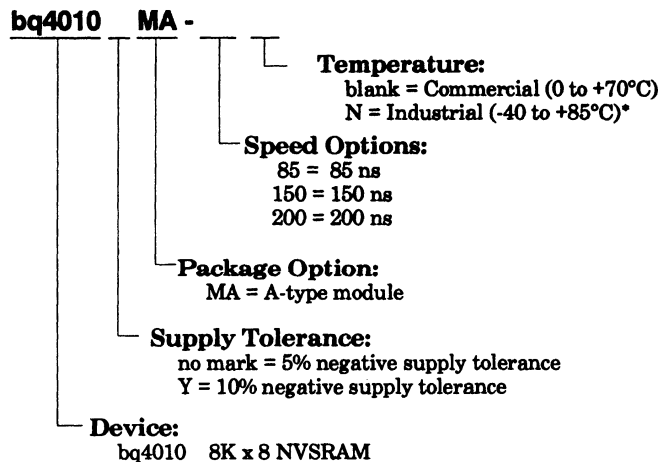 bq4010 MA -
Temperature:
blank = Commercial (0 to +70°C)
N = Industrial (-40 to +85°C)*
Speed Options:
85 = 85 ns
150 = 150 ns
200 = 200 ns
Package Option:
MA = A-type module
Supply Tolerance:
no mark = 5% negative supply tolerance
Y = 10% negative supply tolerance
Device:
bq4010 8K x 8 NVSRAM